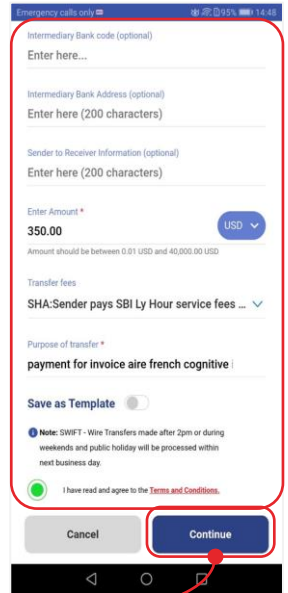 Emergency calls only
95% 14:48
Intermediary Bank code (optional)
Enter here...
Intermediary Bank Address (optional)
Enter here (200 characters)
Sender to Receiver Information (optional)
Enter here (200 characters)
Enter Amount *
350.00
USD
Amount should be between 0.01 USD and 40,000.00 USD
Transfer fees
SHA:Sender pays SBI Ly Hour service fees ...
Purpose of transfer *
payment for invoice aire french cognitive
Save as Template
Note: SWIFT - Wire Transfers made after 2pm or during
weekends and public holiday will be processed within
next business day.
I have read and agree to the Terms and Conditions.
Cancel
Continue